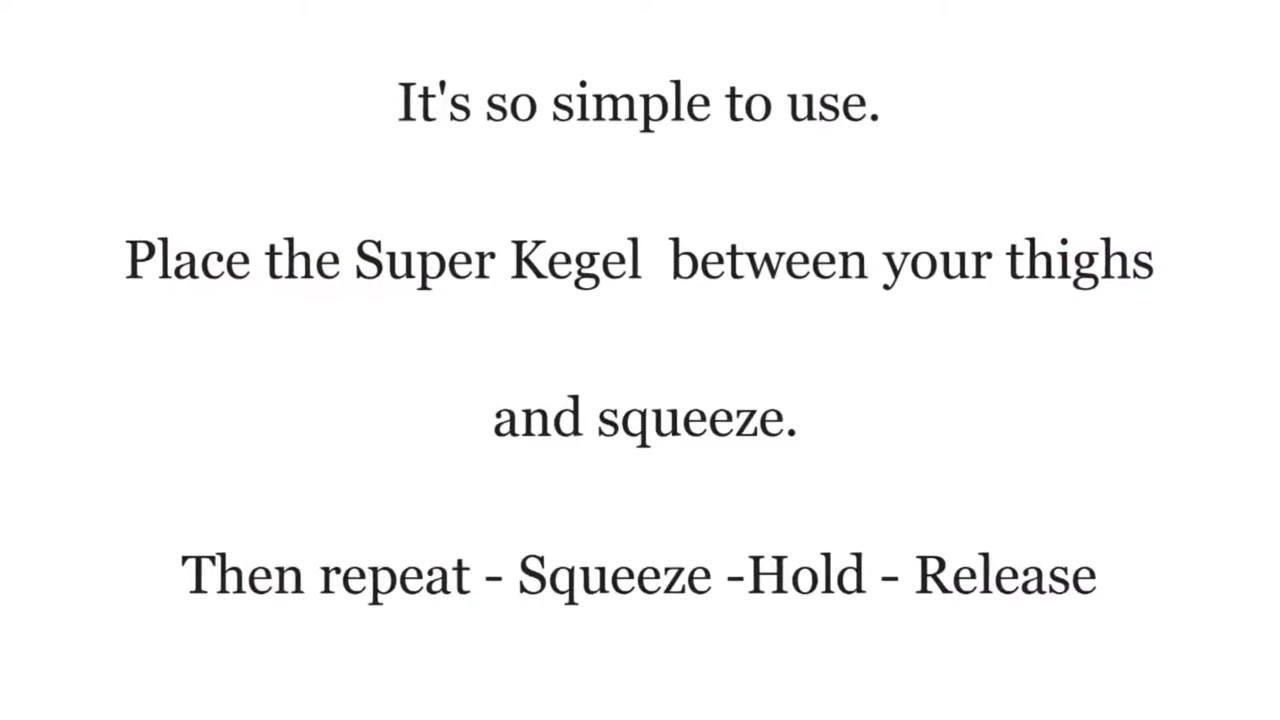 It's so simple to use.
Place the Super Kegel  between your thighs
and squeeze.
Then repeat - Squeeze -Hold - Release